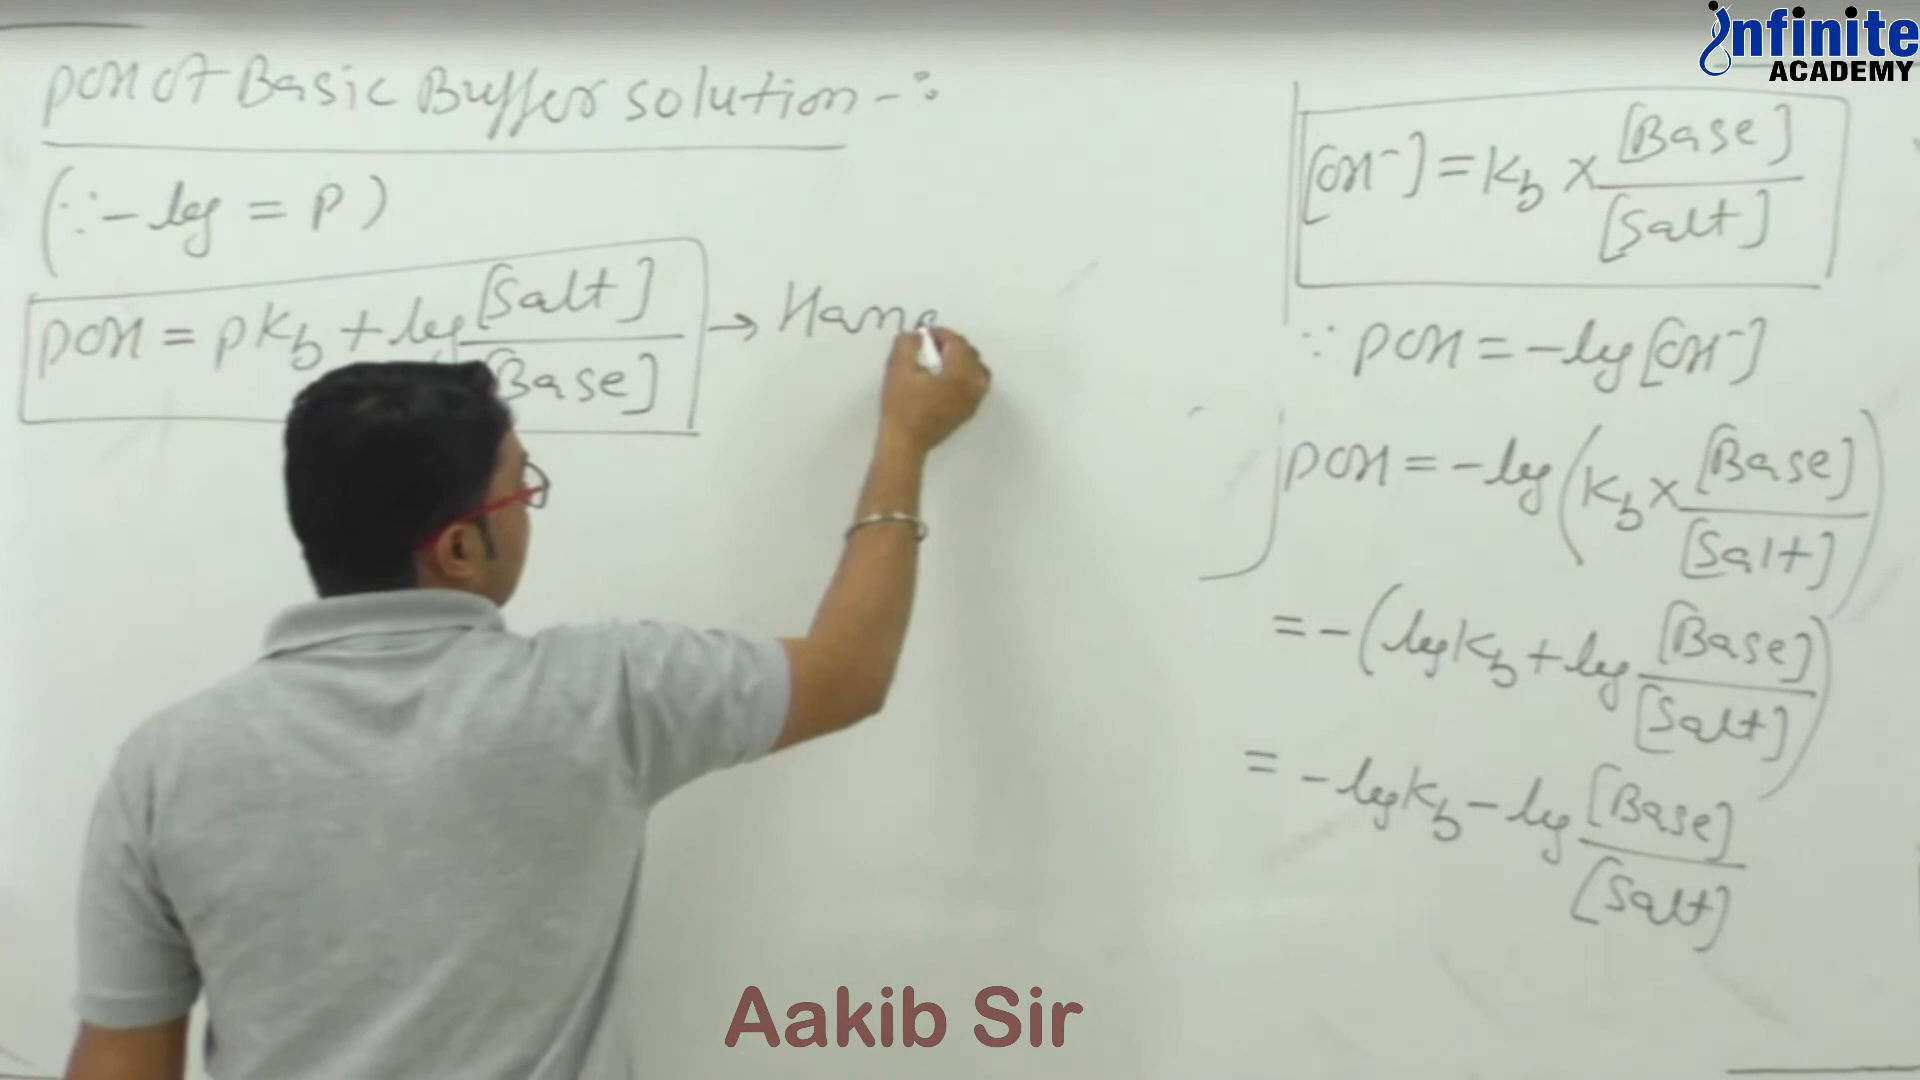 pOH of Basic Buffer solution -:
(∵ -log = p)
pOH = pKb + log [Salt]/[Base] → Han
[OH⁻] = Kb × [Base]/[Salt]
∵ pOH = -log [OH⁻]
pOH = -log (Kb × [Base]/[Salt])
= -(log Kb + log [Base]/[Salt])
= -log Kb - log [Base]/[Salt]
Infinite
ACADEMY
Aakib Sir